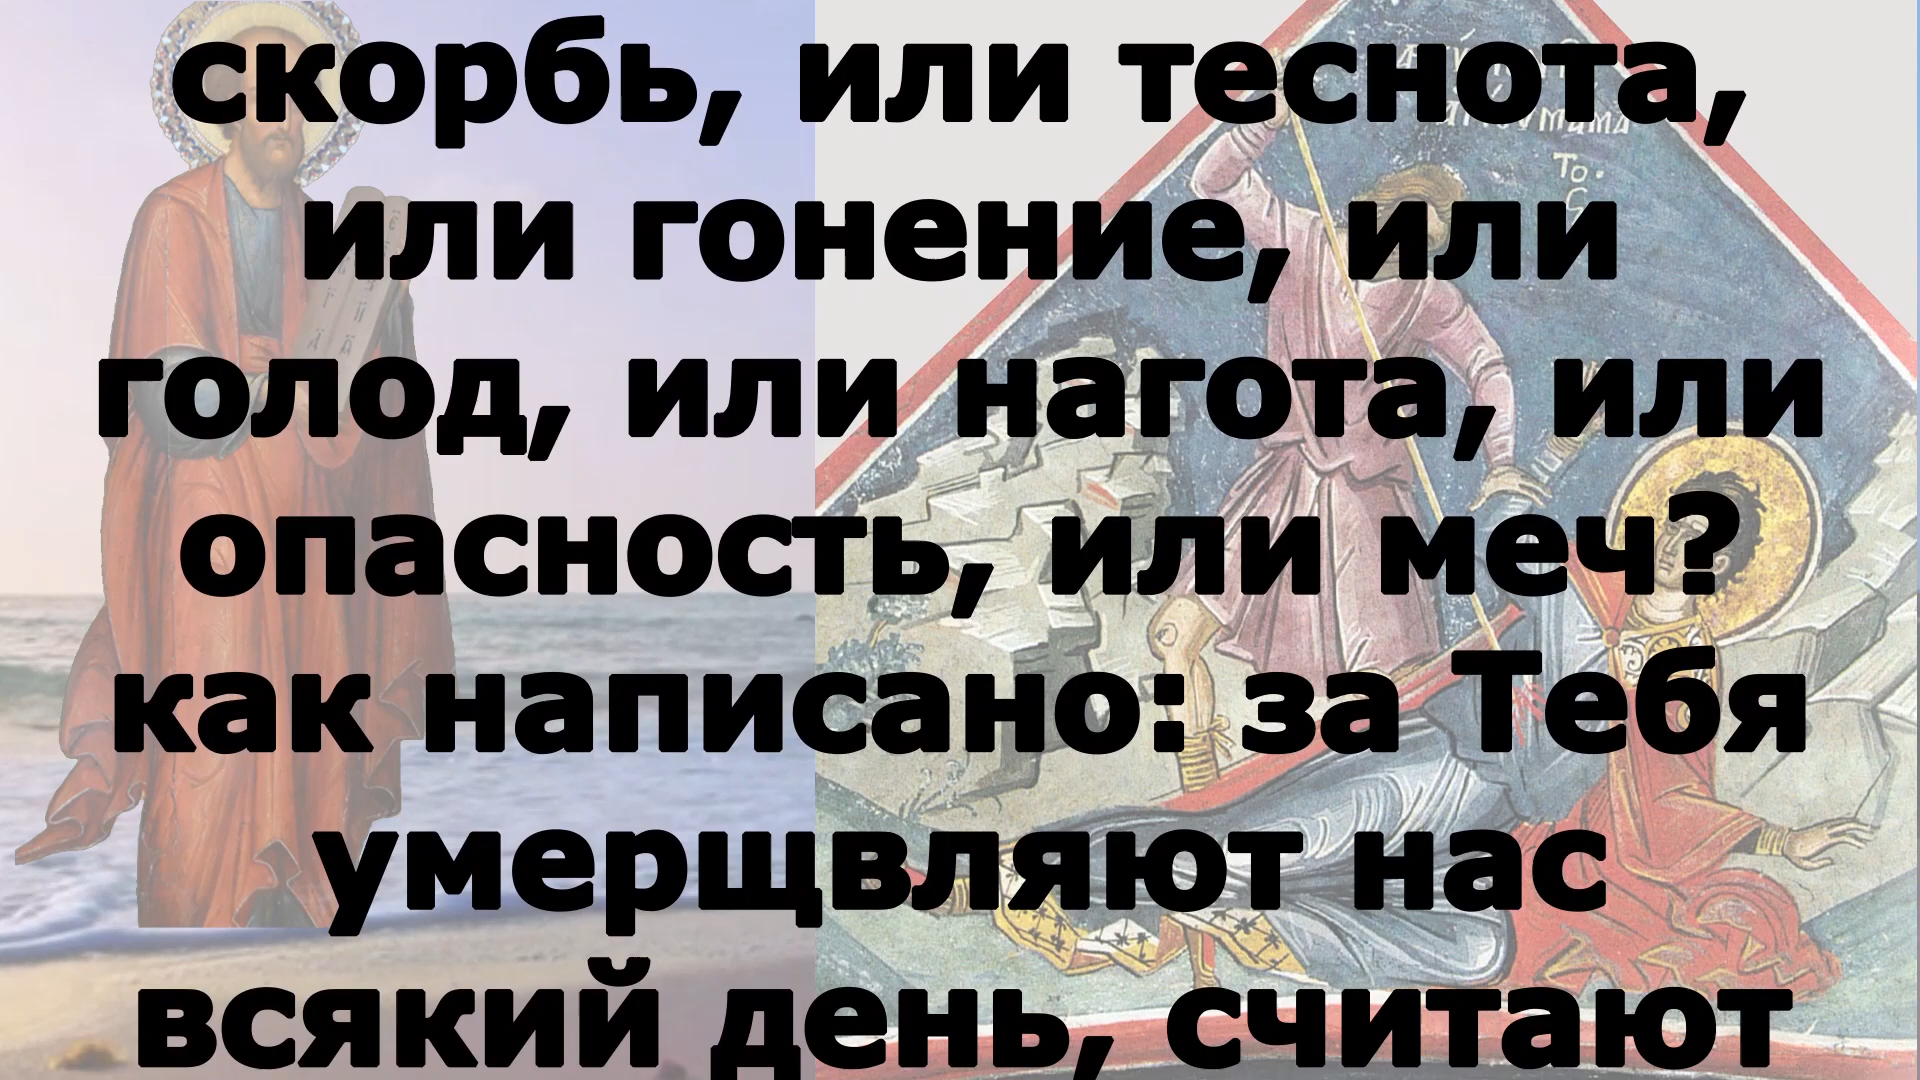 скорбь, или теснота,
или гонение, или
голод, или нагота, или
опасность, или меч?
как написано: за Тебя
умерщвляют нас
всякий день, считают